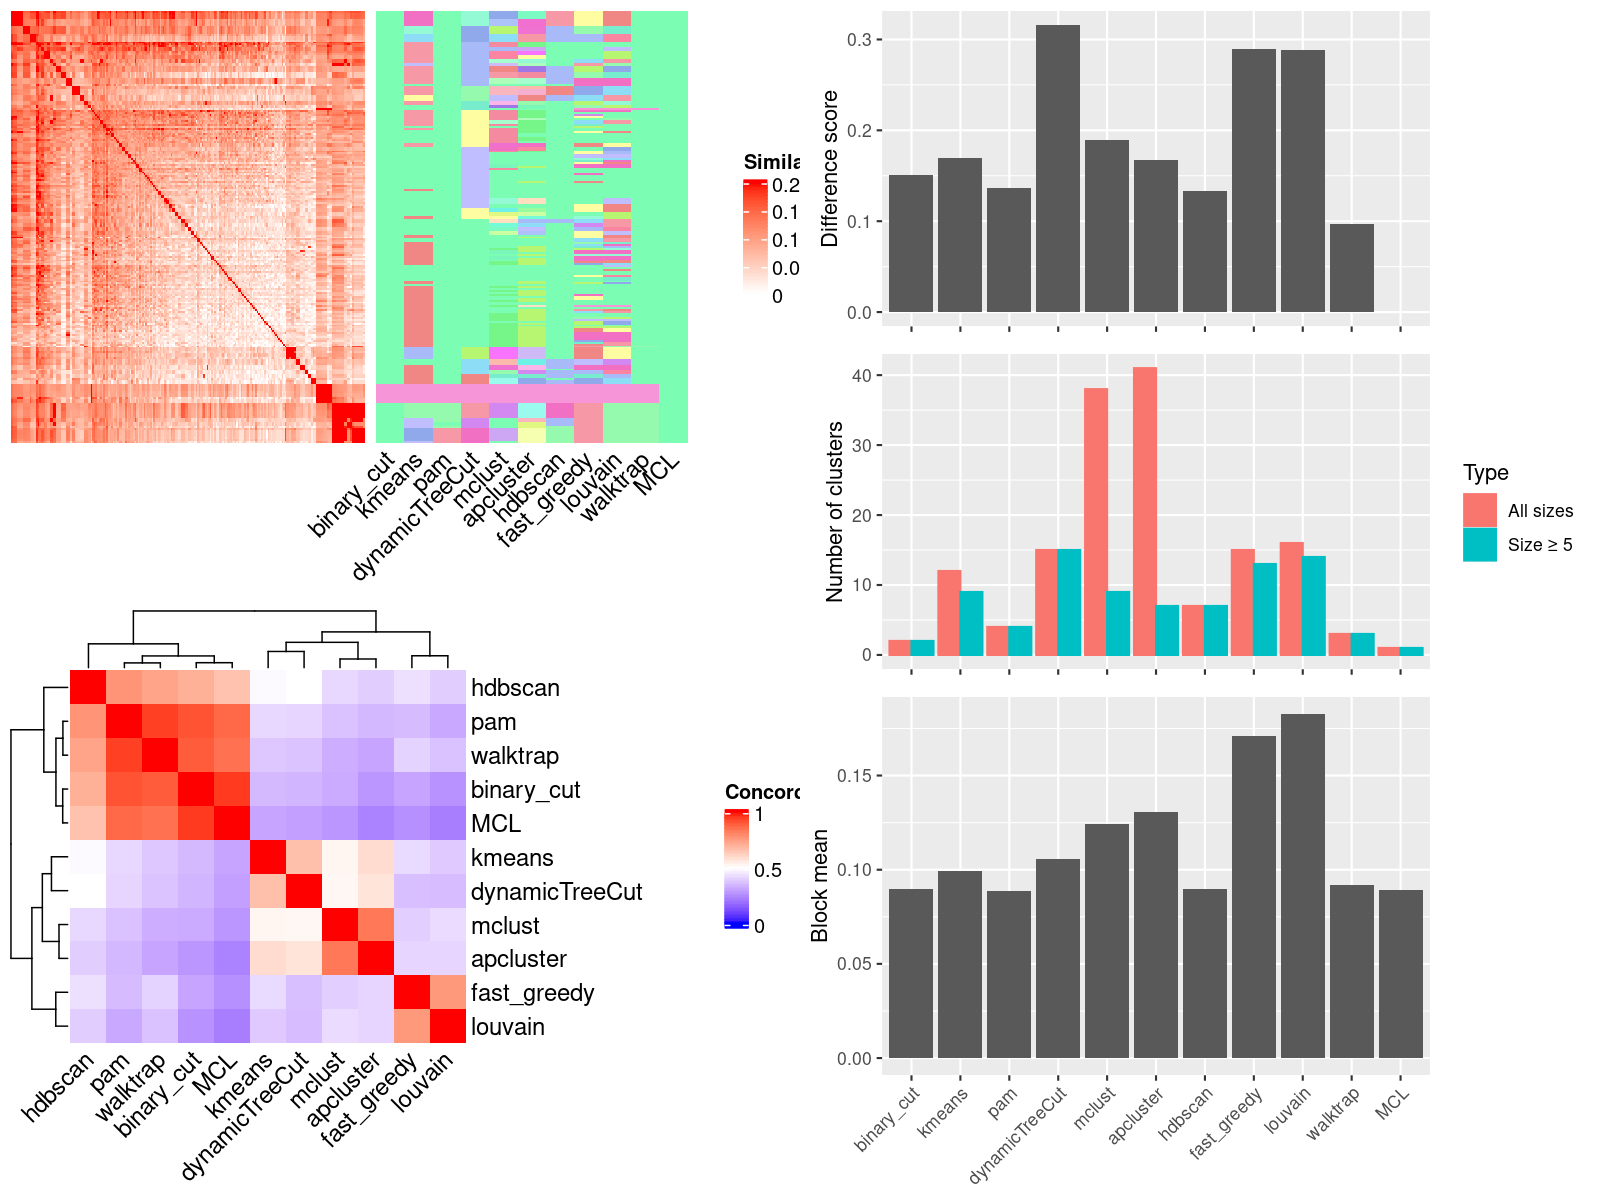 Simila
0.2
0.1
0.1
0.0
0
binary_cut
kmeans
pam
dynamicTreeCut
mclust
apcluster
hdbscan
fast_greedy
louvain
walktrap
MCL
hdbscan
pam
walktrap
binary_cut
MCL
kmeans
dynamicTreeCut
mclust
apcluster
fast_greedy
louvain
hdbscan
pam
walktrap
binary_cut
MCL
kmeans
dynamicTreeCut
mclust
apcluster
fast_greedy
louvain
Concord
1
0.5
0
Difference score
0.3
0.2
0.1
0.0
Number of clusters
40
30
20
10
0
Type
All sizes
Size ≥ 5
Block mean
0.15
0.10
0.05
0.00
binary_cut
kmeans
pam
dynamicTreeCut
mclust
apcluster
hdbscan
fast_greedy
louvain
walktrap
MCL